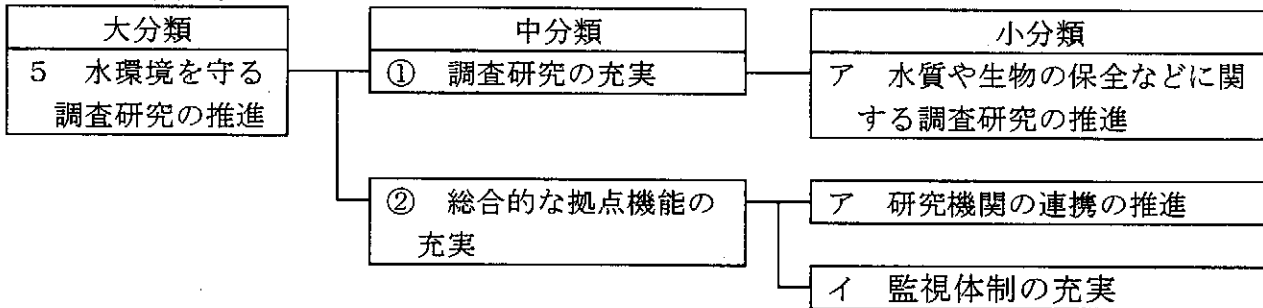 大分類
5 水環境を守る
調査研究の推進
中分類
① 調査研究の充実
② 総合的な拠点機能の
充実
小分類
ア 水質や生物の保全などに関
する調査研究の推進
ア 研究機関の連携の推進
イ 監視体制の充実